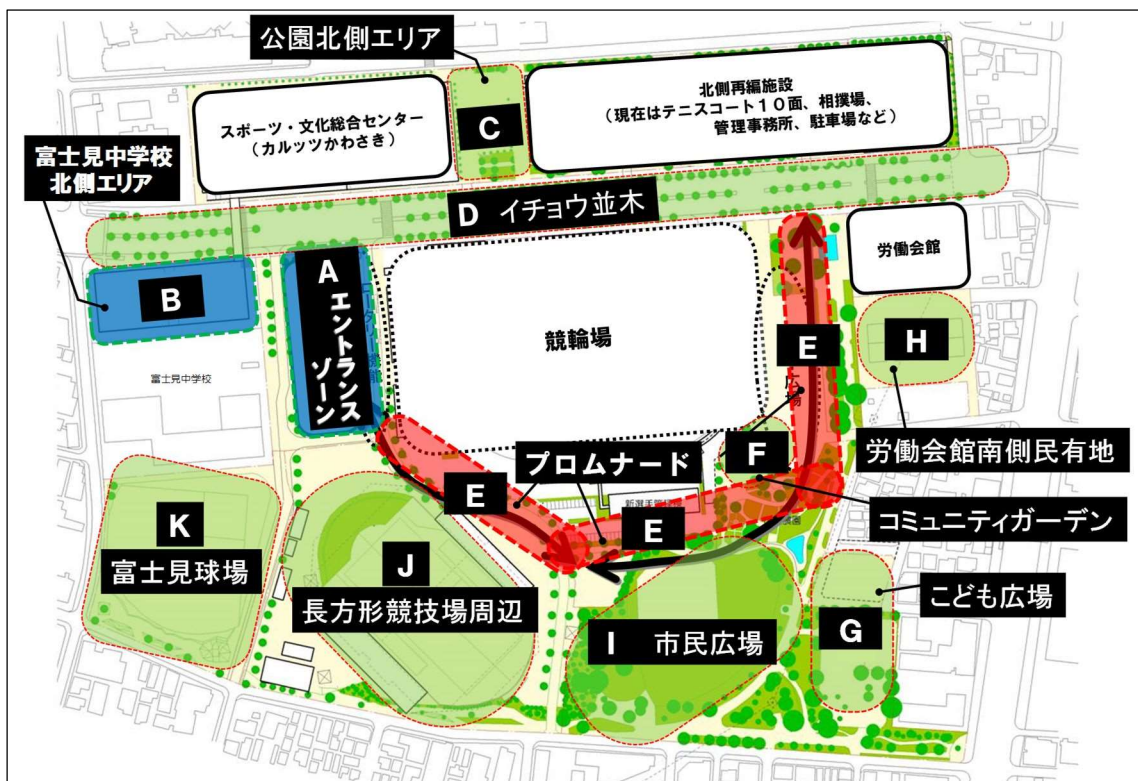 公園北側エリア
スポーツ・文化総合センター
（カルッツかわさき）
C
北側再編施設
（現在はテニスコート１０面、相撲場、
管理事務所、駐車場など）
富士見中学校
北側エリア
D イチョウ並木
労働会館
B
A エントランス
ゾーン
競輪場
E
H
富士見中学校
広場
労働会館南側民有地
プロムナード
F
E
E
コミュニティガーデン
K
富士見球場
J
長方形競技場周辺
I 市民広場
G
こども広場